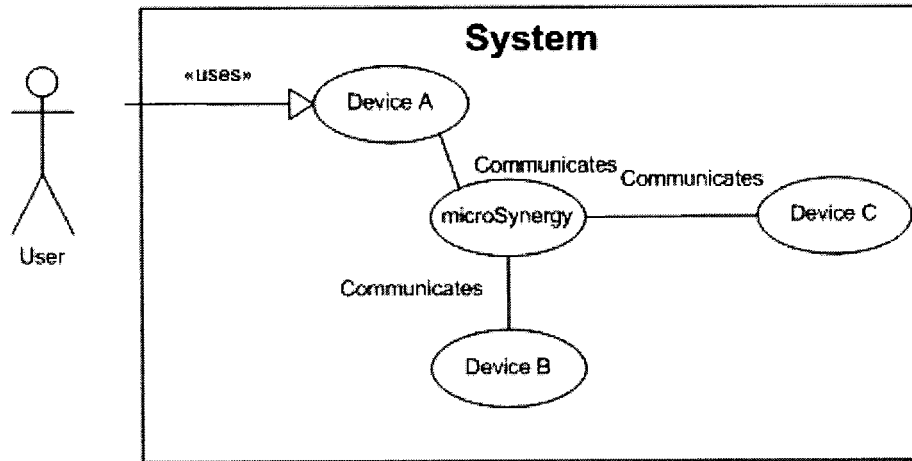 System
«uses»
Device A
Communicates
Communicates
microSynergy
Device C
User
Communicates
Device B